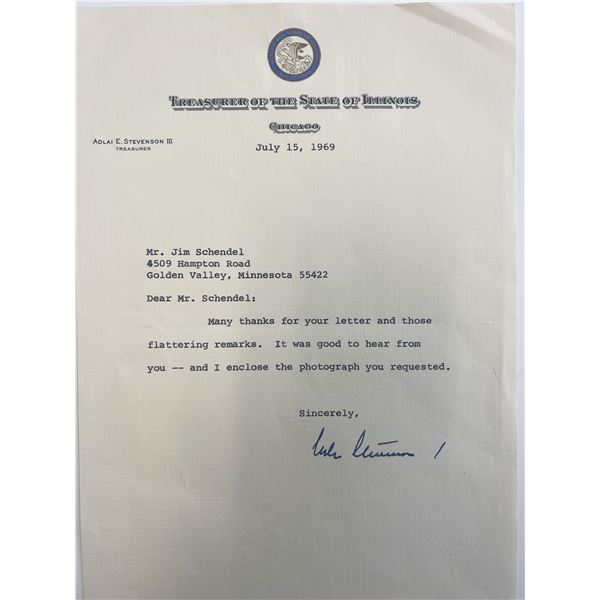 TREASURER OF THE STATE OF ILLINOIS
CHICAGO
ADLAI E. STEVENSON III
TREASURER
July 15, 1969
Mr. Jim Schendel
4509 Hampton Road
Golden Valley, Minnesota 55422
Dear Mr. Schendel:
Many thanks for your letter and those
flattering remarks. It was good to hear from
you -- and I enclose the photograph you requested.
Sincerely,
Adlai Stevenson